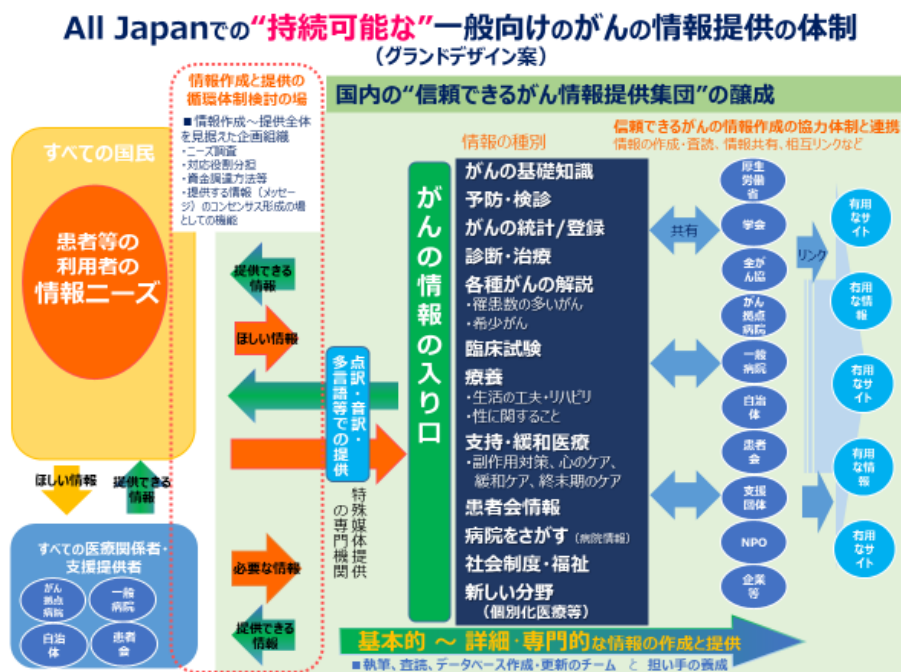 All Japanでの“持続可能な”一般向けのがんの情報提供の体制
（グランドデザイン案）
情報作成と提供の
循環体制検討の場
■情報作成～提供全体
を見据えた企画組織
・ニーズ調査
・対応役割分担
・資金調達方法等
・提供する情報（メッセー
ジ）のコンセンサス形成の場
としての機能
すべての国民
患者等の
利用者の
情報ニーズ
提供できる
情報
ほしい情報
ほしい情報
提供できる
情報
すべての医療関係者・
支援提供者
がん
拠点
病院
一般
病院
自治
体
患者
会
必要な情報
提供できる
情報
点訳・音訳・
多言語等での提供
特殊媒体提供
の専門機関
国内の“信頼できるがん情報提供集団”の醸成
がんの情報の入り口
情報の種別
がんの基礎知識
予防・検診
がんの統計/登録
診断・治療
各種がんの解説
・罹患数の多いがん
・希少がん
臨床試験
療養
・生活の工夫・リハビリ
・性に関すること
支持・緩和医療
・副作用対策、心のケア、
緩和ケア、終末期のケア
患者会情報
病院をさがす（病院情報）
社会制度・福祉
新しい分野
（個別化医療等）
信頼できるがんの情報作成の協力体制と連携
情報の作成・査読、情報共有、相互リンクなど
共有
厚生
労働
省
学会
全が
ん協
がん
拠点
病院
一般
病院
自治
体
患者
会
支援
団体
NPO
企業
等
リンク
有用
なサ
イト
有用
な情
報
有用
なサ
イト
有用
な情
報
有用
なサ
イト
基本的 ～ 詳細・専門的な情報の作成と提供
■執筆、査読、データベース作成・更新のチーム と 担い手の養成